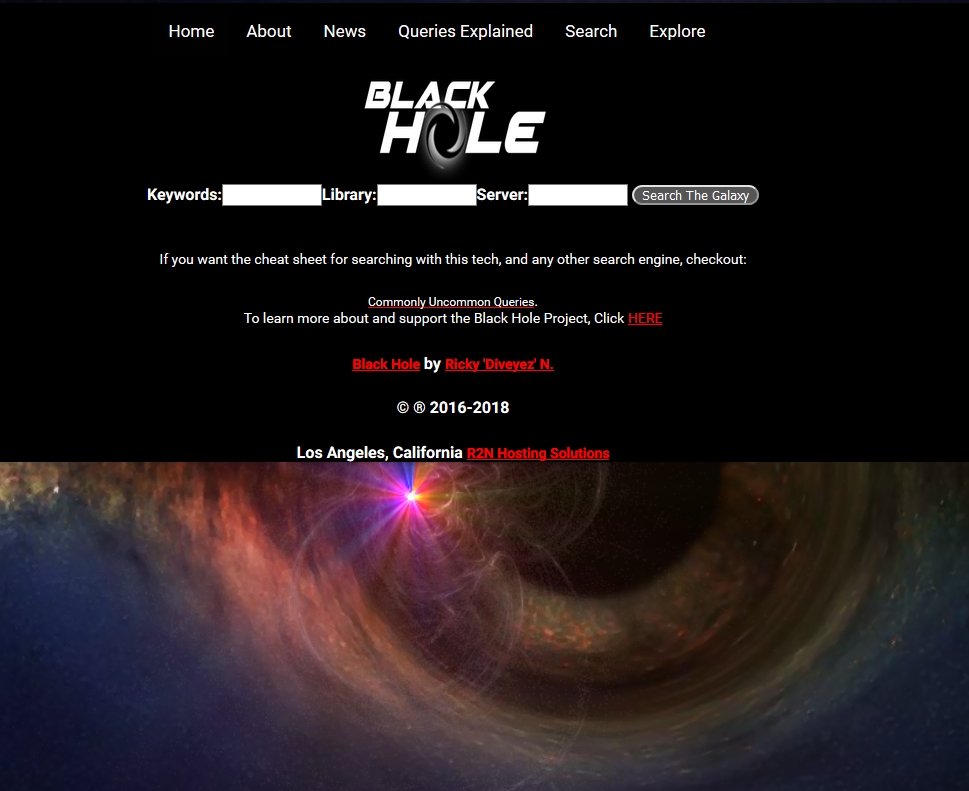 Home About News Queries Explained Search Explore
BLACK
HOLE
Keywords: Library: Server: Search The Galaxy
If you want the cheat sheet for searching with this tech, and any other search engine, checkout:
Commonly Uncommon Queries.
To learn more about and support the Black Hole Project, Click HERE
Black Hole by Ricky 'Diveyez' N.
© ® 2016-2018
Los Angeles, California R2N Hosting Solutions